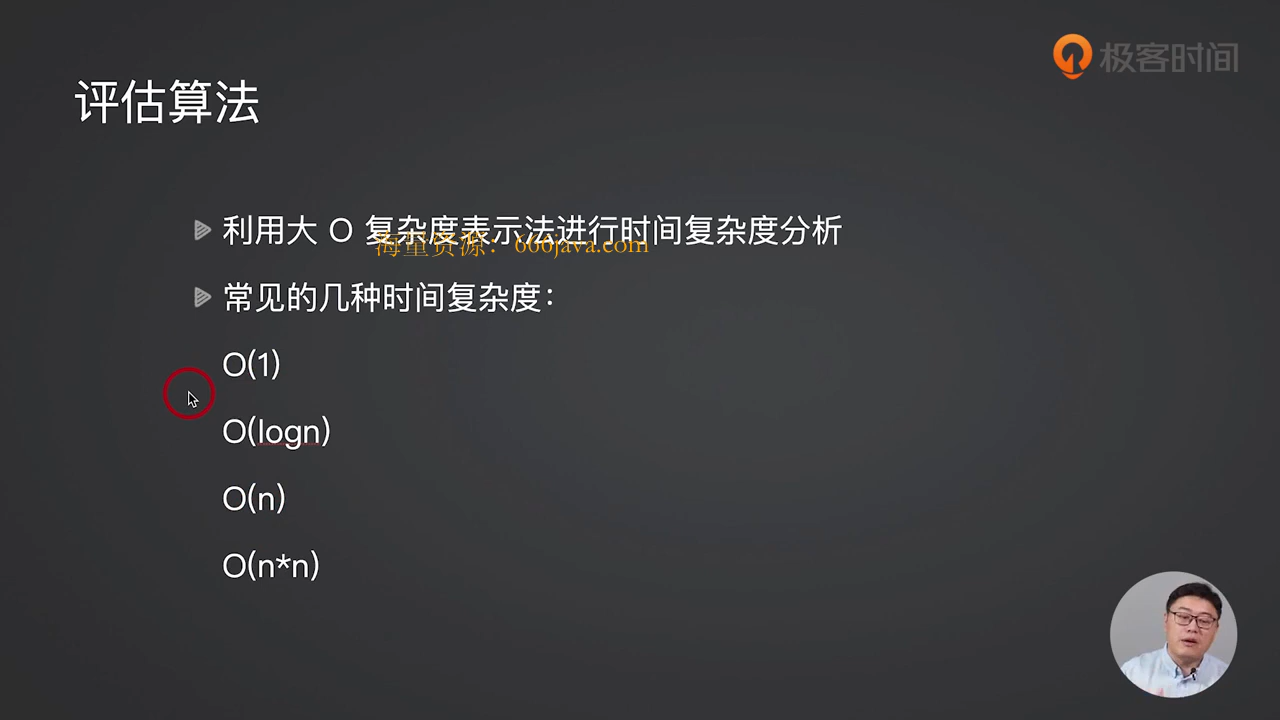 极客时间
评估算法
利用大 O 复杂度表示法进行时间复杂度分析
海量资源：666java.com
常见的几种时间复杂度：
O(1)
O(logn)
O(n)
O(n*n)